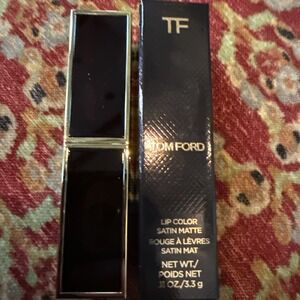 TF
TOM FORD
LIP COLOR
SATIN MATTE
ROUGE À LÈVRES
SATIN MAT
NET WT./
POIDS NET
.11 OZ./3.3 g